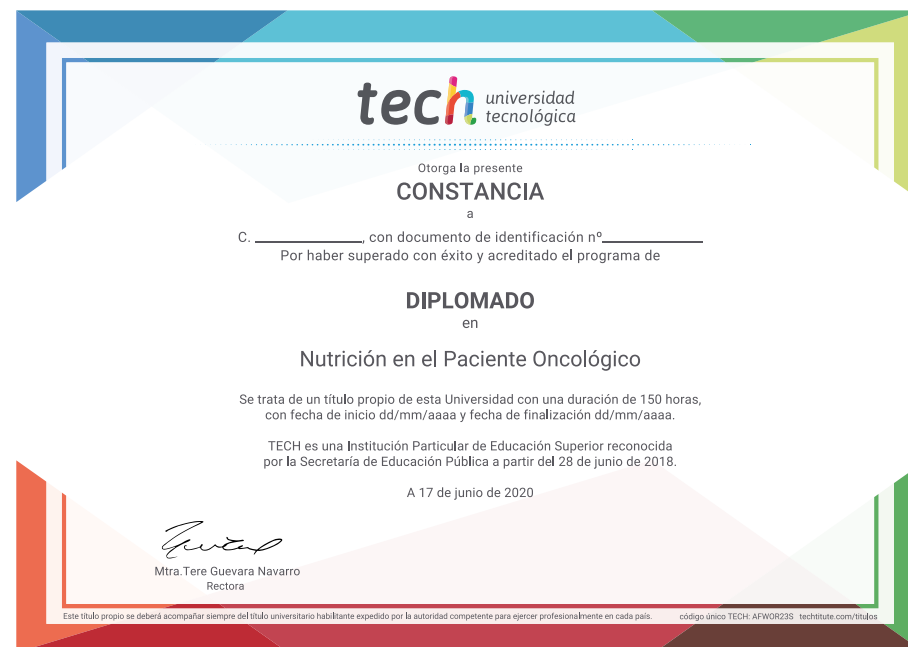 tech universidad
tecnológica
Otorga la presente
CONSTANCIA
a
C. ____________, con documento de identificación nº____________
Por haber superado con éxito y acreditado el programa de
DIPLOMADO
en
Nutrición en el Paciente Oncológico
Se trata de un título propio de esta Universidad con una duración de 150 horas,
con fecha de inicio dd/mm/aaaa y fecha de finalización dd/mm/aaaa.
TECH es una Institución Particular de Educación Superior reconocida
por la Secretaría de Educación Pública a partir del 28 de junio de 2018.
A 17 de junio de 2020
Mtra.Tere Guevara Navarro
Rectora
Este título propio se deberá acompañar siempre del título universitario habilitante expedido por la autoridad competente para ejercer profesionalmente en cada país. código único TECH: AFWOR23S techtitute.com/titulos